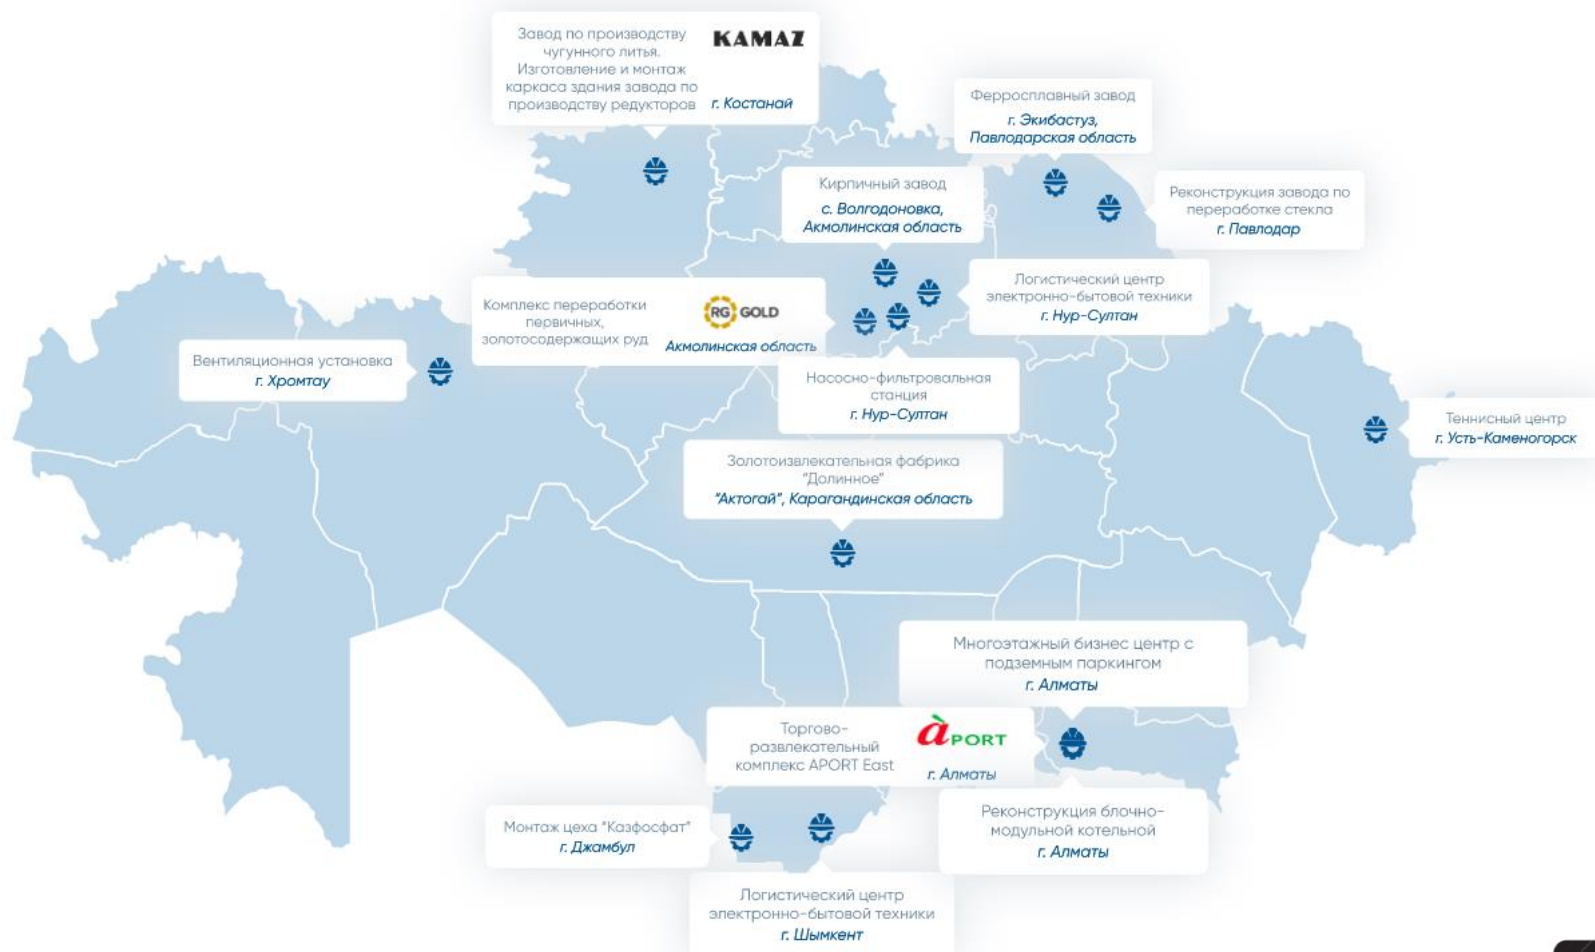 Завод по производству
чугунного литья.
Изготовление и монтаж
каркаса здания завода по
производству редукторов
KAMAZ
г. Костанай
Ферросплавный завод
г. Экибастуз,
Павлодарская область
Кирпичный завод
с. Волгодоновка,
Акмолинская область
Реконструкция завода по
переработке стекла
г. Павлодар
Логистический центр
электронно-бытовой техники
г. Нур-Султан
Комплекс переработки
первичных,
золотосодержащих руд
RG GOLD
Акмолинская область
Вентиляционная установка
г. Хромтау
Насосно-фильтровальная
станция
г. Нур-Султан
Теннисный центр
г. Усть-Каменогорск
Золотоизвлекательная фабрика
"Долинное"
"Актогай", Карагандинская область
Многоэтажный бизнес центр с
подземным паркингом
г. Алматы
Торгово-
развлекательный
комплекс APORT East
àPORT
г. Алматы
Реконструкция блочно-
модульной котельной
г. Алматы
Монтаж цеха "Казфосфат"
г. Джамбул
Логистический центр
электронно-бытовой техники
г. Шымкент